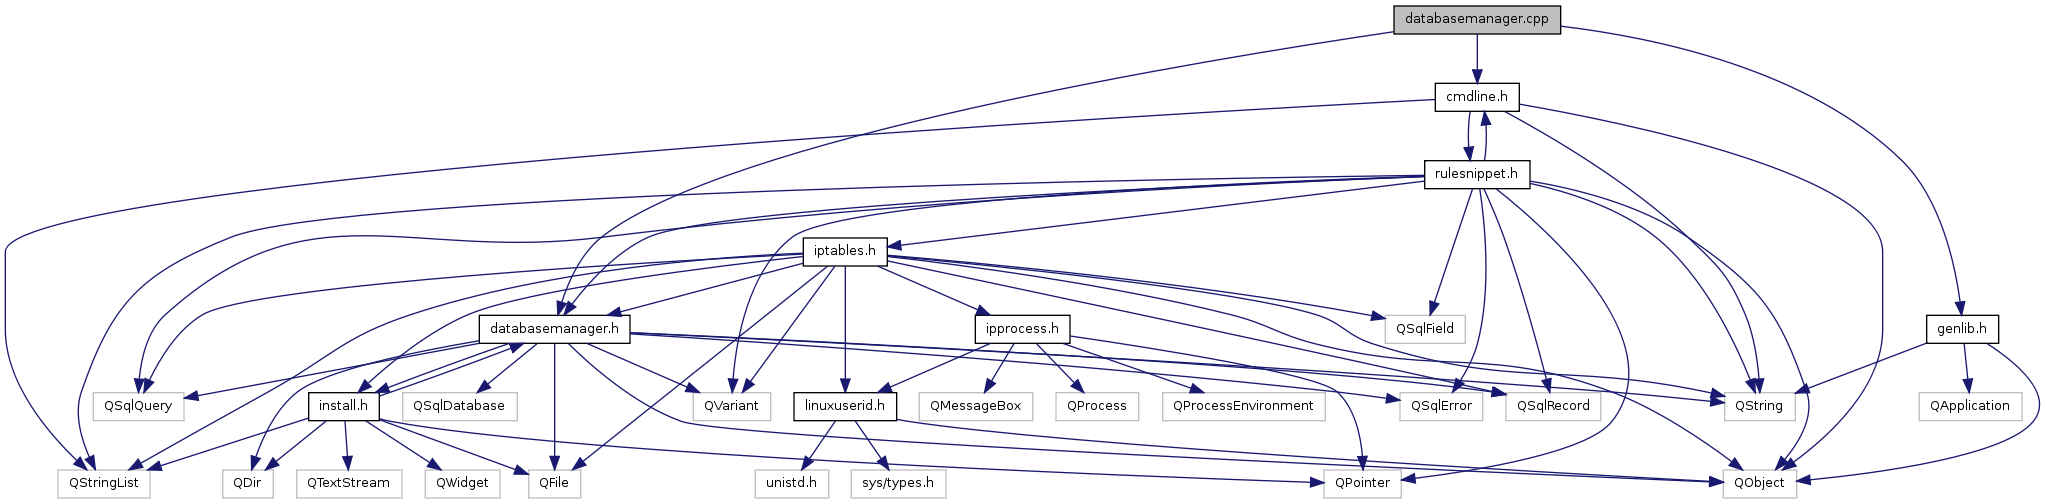 databasemanager.cpp
cmdline.h
rulesnippet.h
iptables.h
databasemanager.h
ipprocess.h
QSqlField
genlib.h
QSqlQuery
install.h
QSqlDatabase
QVariant
linuxuserid.h
QMessageBox
QProcess
QProcessEnvironment
QSqlError
QSqlRecord
QString
QApplication
QStringList
QDir
QTextStream
QWidget
QFile
unistd.h
sys/types.h
QPointer
QObject